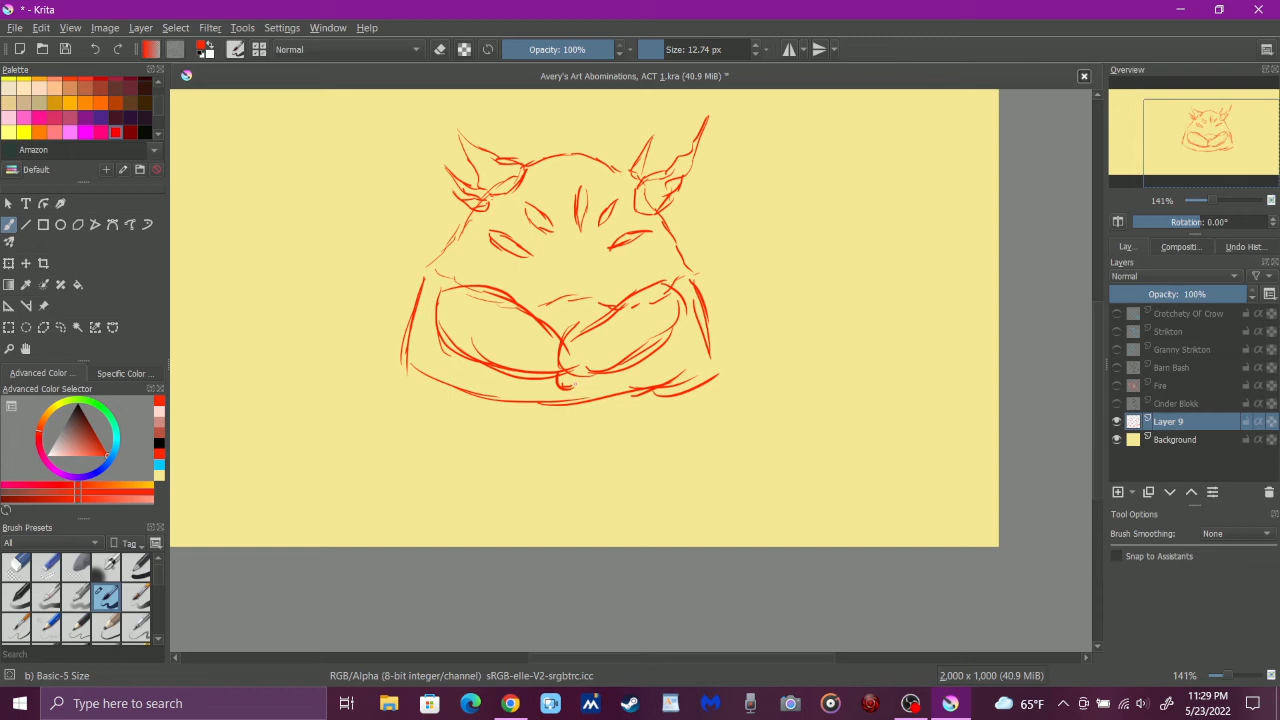 * - Krita
File Edit View Image Layer Select Filter Tools Settings Window Help
Normal Opacity: 100% Size: 12.74 px
Palette
Avery's Art Abominations, ACT 1.kra (40.9 MiB) *
Overview
Amazon
Default
141%
Rotation: 0.00°
Lay... Compositi... Undo Hist...
Layers
Normal
Opacity: 100%
Crotchety Ol' Crow
Strikton
Granny Strikton
Barn Bash
Fire
Cinder Blokk
Layer 9
Background
Advanced Color ... Specific Color ...
Advanced Color Selector
Tool Options
Brush Smoothing: None
Snap to Assistants
Brush Presets
All Tag
Search
b) Basic-5 Size RGB/Alpha (8-bit integer/channel) sRGB-elle-V2-srgbtrc.icc 2,000 x 1,000 (40.9 MiB) 141%
Type here to search
65°F
11:29 PM
5/23/2022